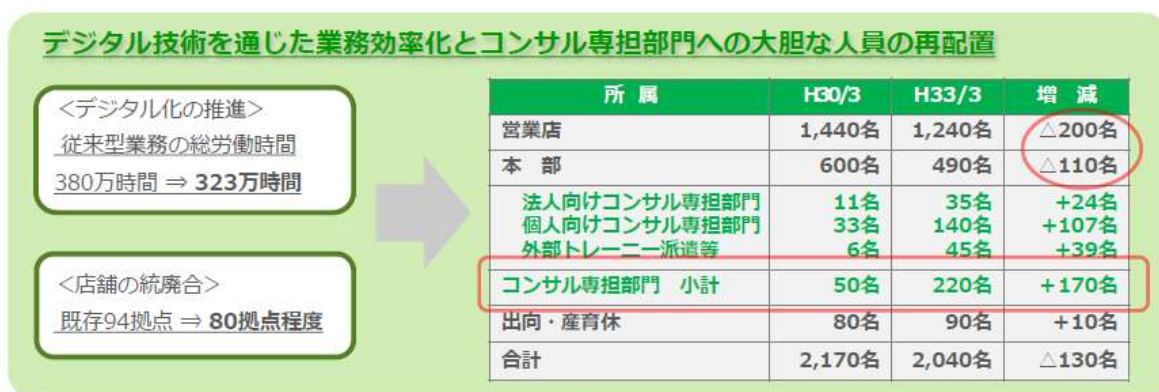 デジタル技術を通じた業務効率化とコンサル専担部門への大胆な人員の再配置
<デジタル化の推進>
従来型業務の総労働時間
380万時間 ⇒ 323万時間
<店舗の統廃合>
既存94拠点 ⇒ 80拠点程度
所 属 H30/3 H33/3 増 減
営業店 1,440名 1,240名 △200名
本 部 600名 490名 △110名
法人向けコンサル専担部門 11名 35名 +24名
個人向けコンサル専担部門 33名 140名 +107名
外部トレーニー派遣等 6名 45名 +39名
コンサル専担部門 小計 50名 220名 +170名
出向・産育休 80名 90名 +10名
合計 2,170名 2,040名 △130名